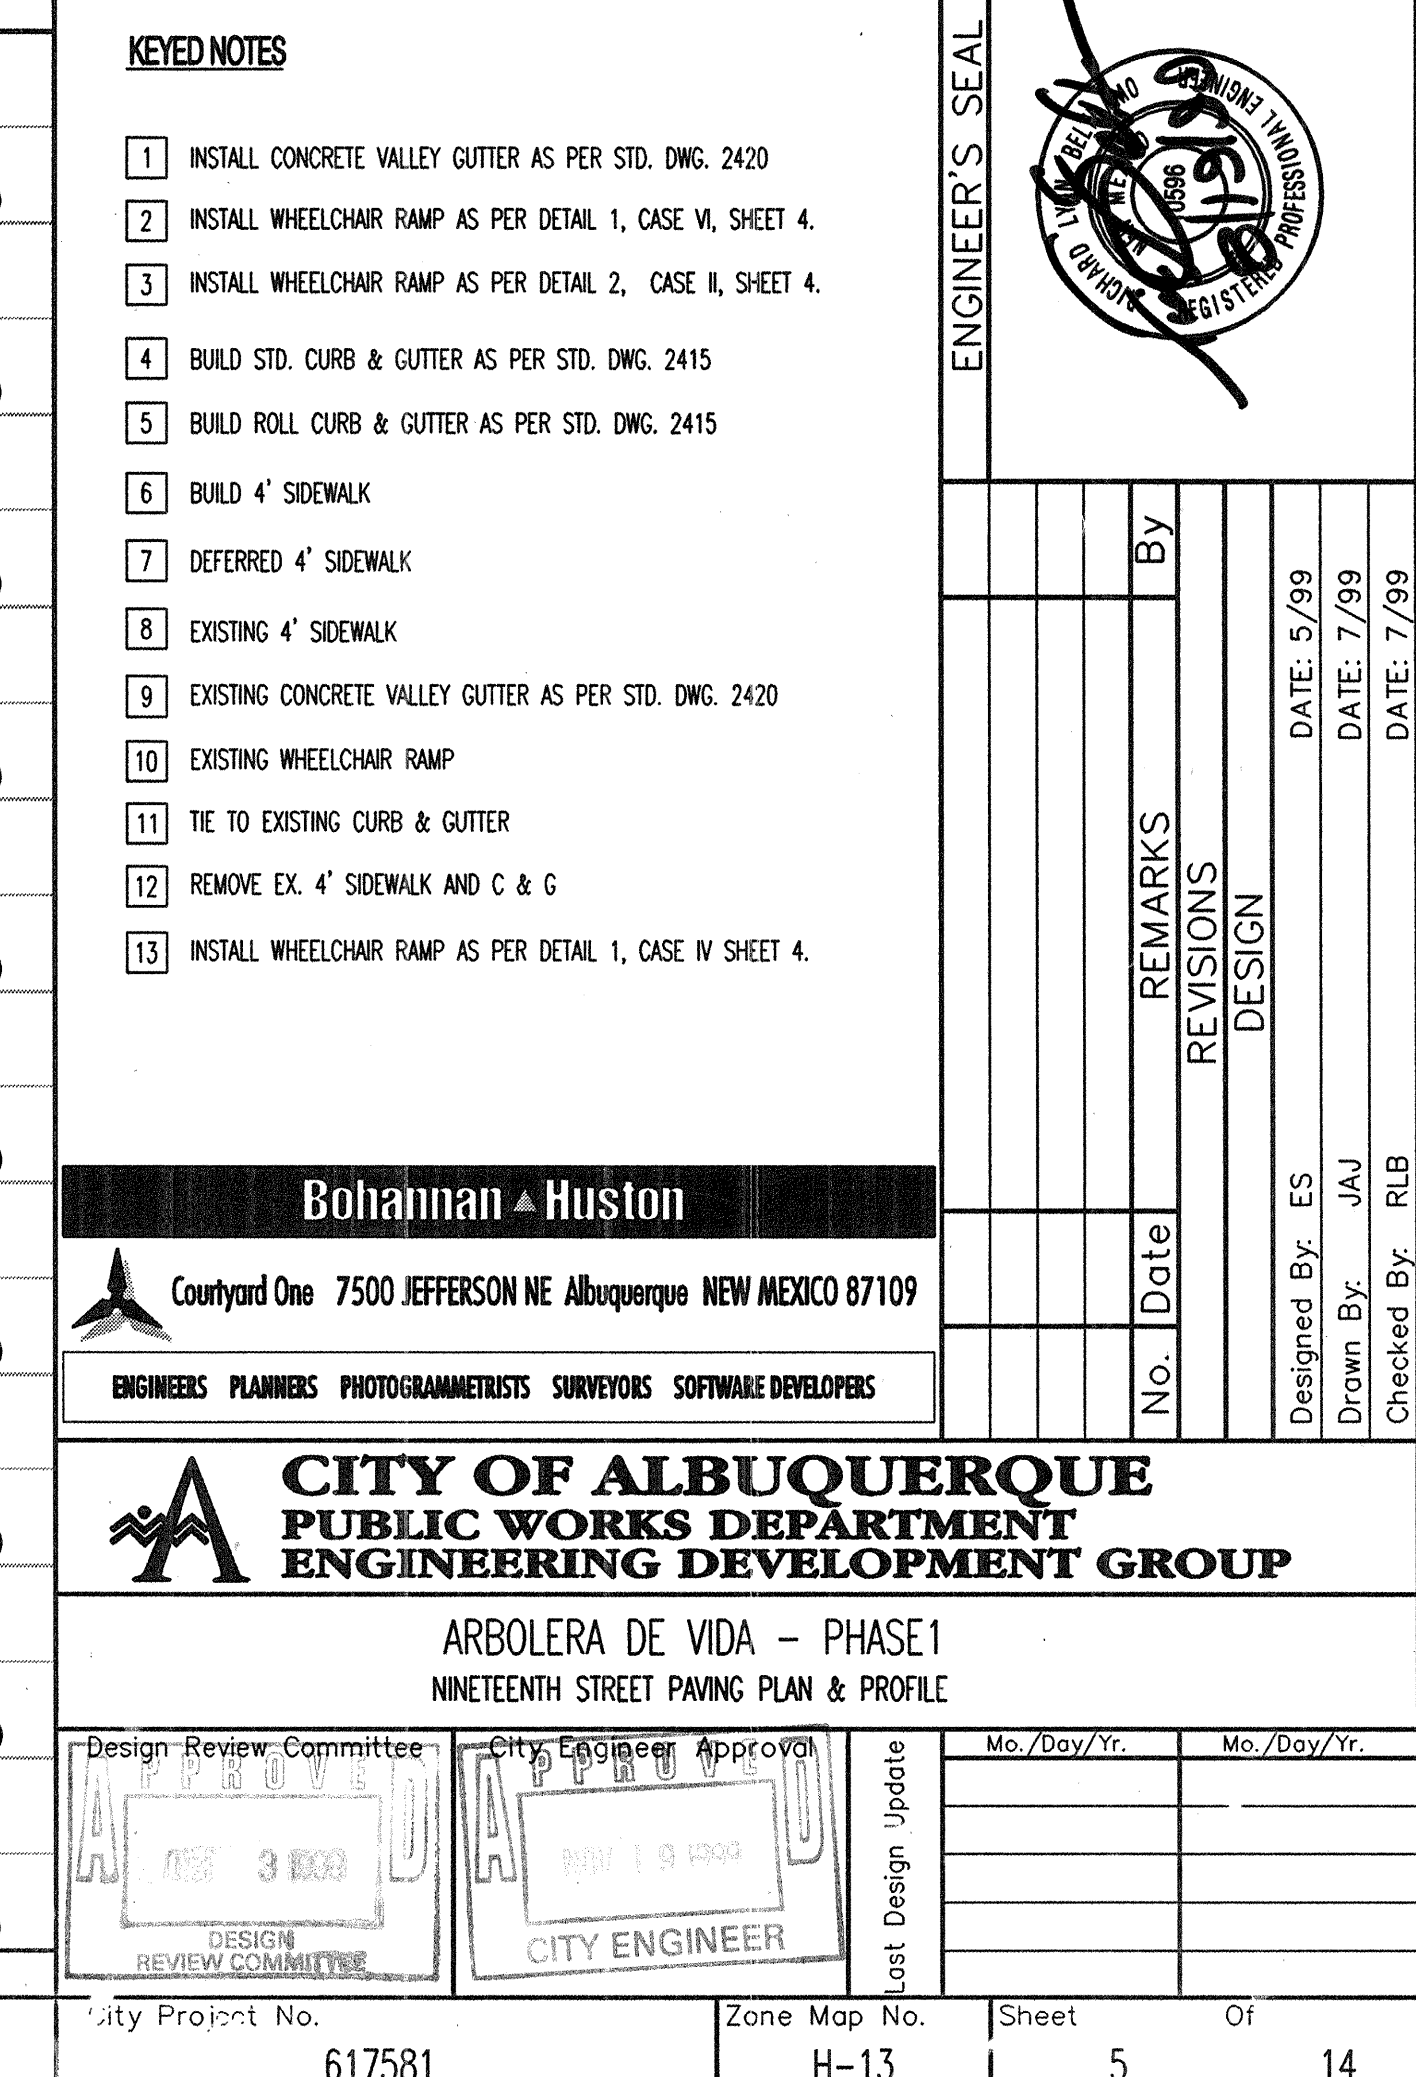 KEYED NOTES
1 INSTALL CONCRETE VALLEY GUTTER AS PER STD. DWG. 2420
2 INSTALL WHEELCHAIR RAMP AS PER DETAIL 1, CASE VI, SHEET 4.
3 INSTALL WHEELCHAIR RAMP AS PER DETAIL 2, CASE II, SHEET 4.
4 BUILD STD. CURB & GUTTER AS PER STD. DWG. 2415
5 BUILD ROLL CURB & GUTTER AS PER STD. DWG. 2415
6 BUILD 4' SIDEWALK
7 DEFERRED 4' SIDEWALK
8 EXISTING 4' SIDEWALK
9 EXISTING CONCRETE VALLEY GUTTER AS PER STD. DWG. 2420
10 EXISTING WHEELCHAIR RAMP
11 TIE TO EXISTING CURB & GUTTER
12 REMOVE EX. 4' SIDEWALK AND C & G
13 INSTALL WHEELCHAIR RAMP AS PER DETAIL 1, CASE IV SHEET 4.
ENGINEER'S SEAL
RICHARD LYNN
REGISTERED PROFESSIONAL ENGINEER
No. Date REMARKS By
REVISIONS
DESIGN
Designed By: ES DATE: 5/99
Drawn By: JAJ DATE: 7/99
Checked By: RLB DATE: 7/99
Bohannan Huston
Courtyard One 7500 JEFFERSON NE Albuquerque NEW MEXICO 87109
ENGINEERS PLANNERS PHOTOGRAMMETRISTS SURVEYORS SOFTWARE DEVELOPERS
CITY OF ALBUQUERQUE
PUBLIC WORKS DEPARTMENT
ENGINEERING DEVELOPMENT GROUP
ARBOLERA DE VIDA – PHASE1
NINETEENTH STREET PAVING PLAN & PROFILE
Design Review Committee
APPROVED
3
DESIGN
REVIEW COMMITTEE
City Engineer Approval
APPROVED
NOV 19 1999
CITY ENGINEER
Last Design Update
Mo./Day/Yr. Mo./Day/Yr.
City Project No.
617581
Zone Map No.
H-13
Sheet Of
5 14